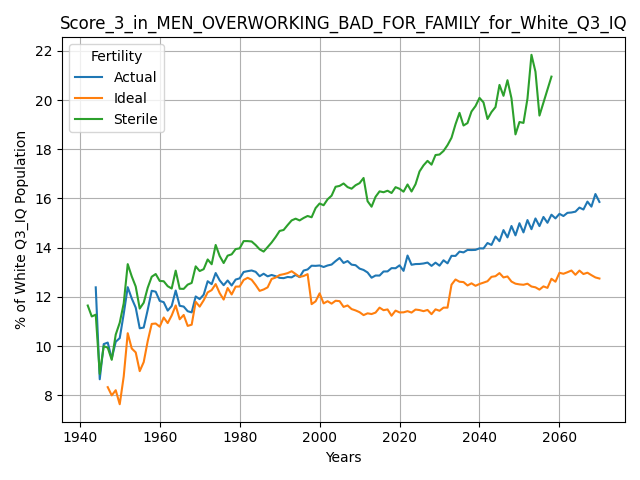 Score_3_in_MEN_OVERWORKING_BAD_FOR_FAMILY_for_White_Q3_IQ
Fertility
Actual
Ideal
Sterile
% of White Q3_IQ Population
22
20
18
16
14
12
10
8
1940 1960 1980 2000 2020 2040 2060
Years